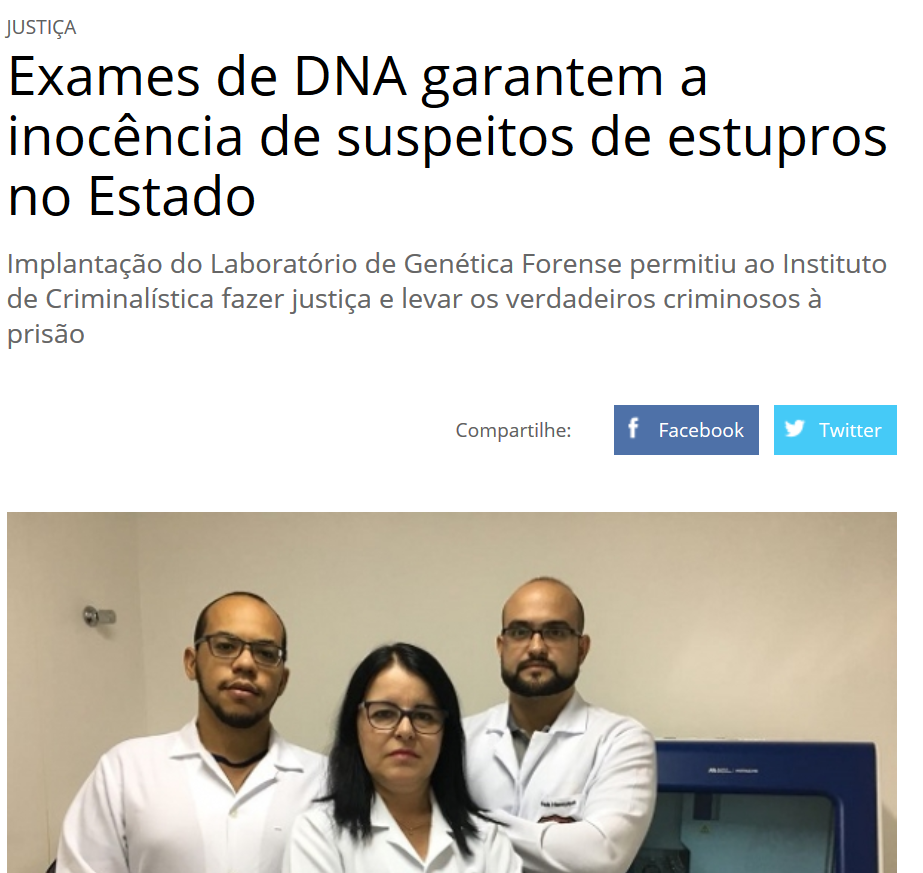 JUSTIÇA
Exames de DNA garantem a
inocência de suspeitos de estupros
no Estado
Implantação do Laboratório de Genética Forense permitiu ao Instituto
de Criminalística fazer justiça e levar os verdadeiros criminosos à
prisão
Compartilhe:
Facebook
Twitter